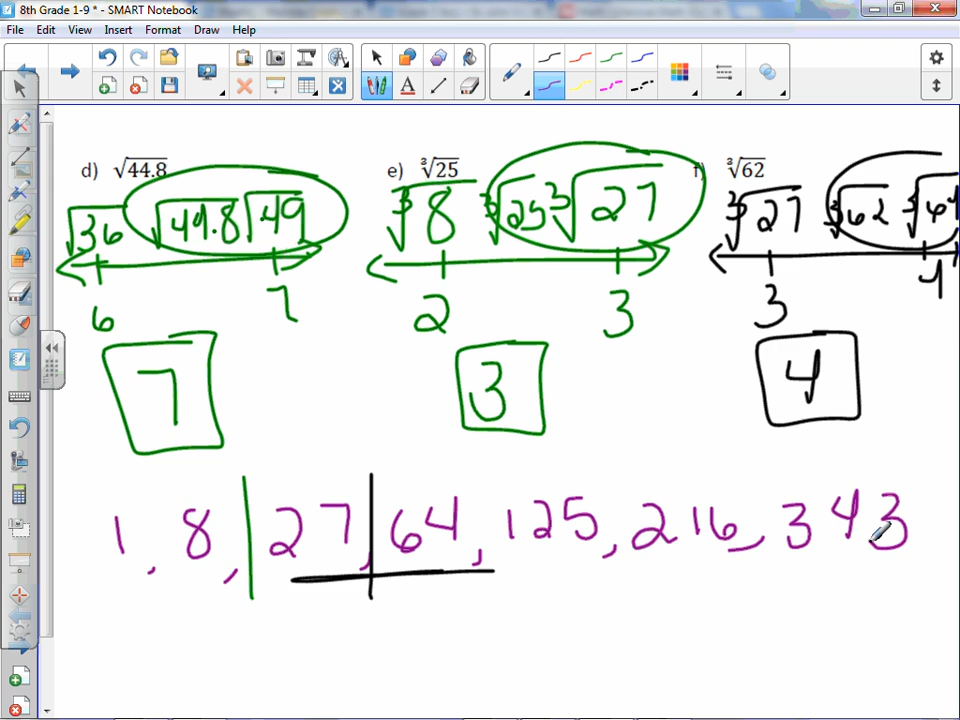 8th Grade 1-9 * - SMART Notebook
File Edit View Insert Format Draw Help
d) √44.8 e) ∛25 f) ∛62
√36 √44.8 √49 ∛8 ∛25 ∛27 ∛27 ∛62 ∛64
6 7 2 3 3 4
7 3 4
1, 8, 27, 64, 125, 216, 343